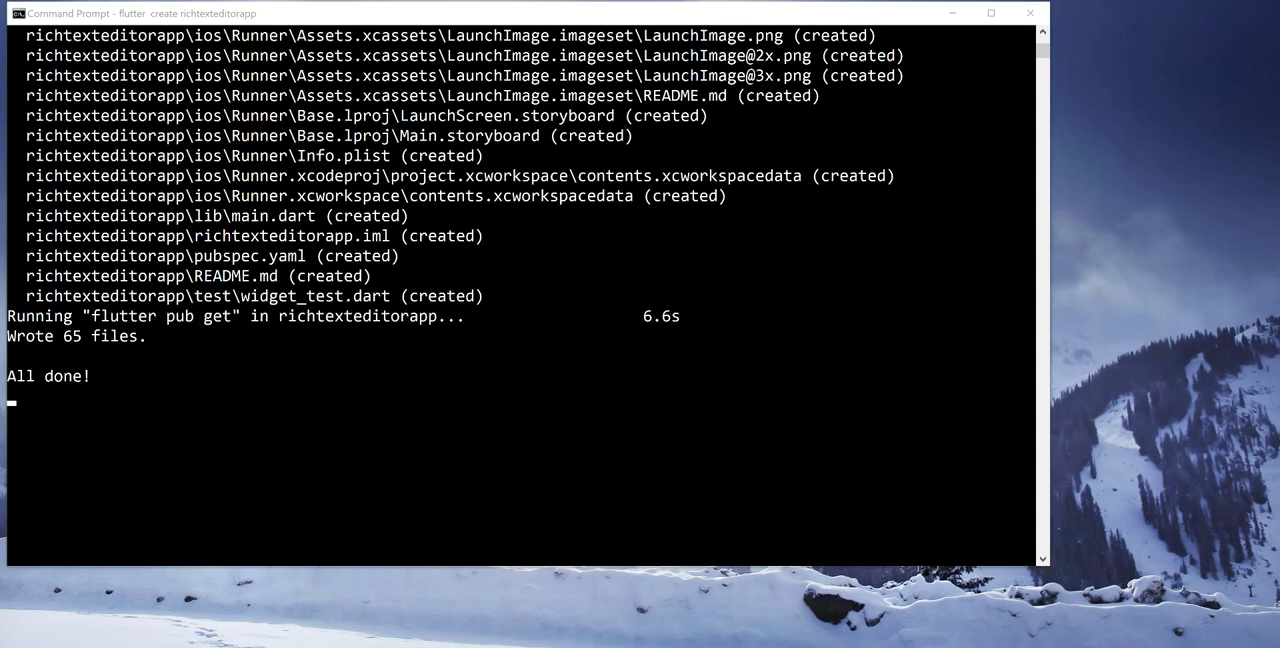 Command Prompt - flutter  create richtexteditorapp
richtexteditorapp\ios\Runner\Assets.xcassets\LaunchImage.imageset\LaunchImage.png (created)
richtexteditorapp\ios\Runner\Assets.xcassets\LaunchImage.imageset\LaunchImage@2x.png (created)
richtexteditorapp\ios\Runner\Assets.xcassets\LaunchImage.imageset\LaunchImage@3x.png (created)
richtexteditorapp\ios\Runner\Assets.xcassets\LaunchImage.imageset\README.md (created)
richtexteditorapp\ios\Runner\Base.lproj\LaunchScreen.storyboard (created)
richtexteditorapp\ios\Runner\Base.lproj\Main.storyboard (created)
richtexteditorapp\ios\Runner\Info.plist (created)
richtexteditorapp\ios\Runner.xcodeproj\project.xcworkspace\contents.xcworkspacedata (created)
richtexteditorapp\ios\Runner.xcworkspace\contents.xcworkspacedata (created)
richtexteditorapp\lib\main.dart (created)
richtexteditorapp\richtexteditorapp.iml (created)
richtexteditorapp\pubspec.yaml (created)
richtexteditorapp\README.md (created)
richtexteditorapp\test\widget_test.dart (created)
Running "flutter pub get" in richtexteditorapp... 6.6s
Wrote 65 files.
All done!